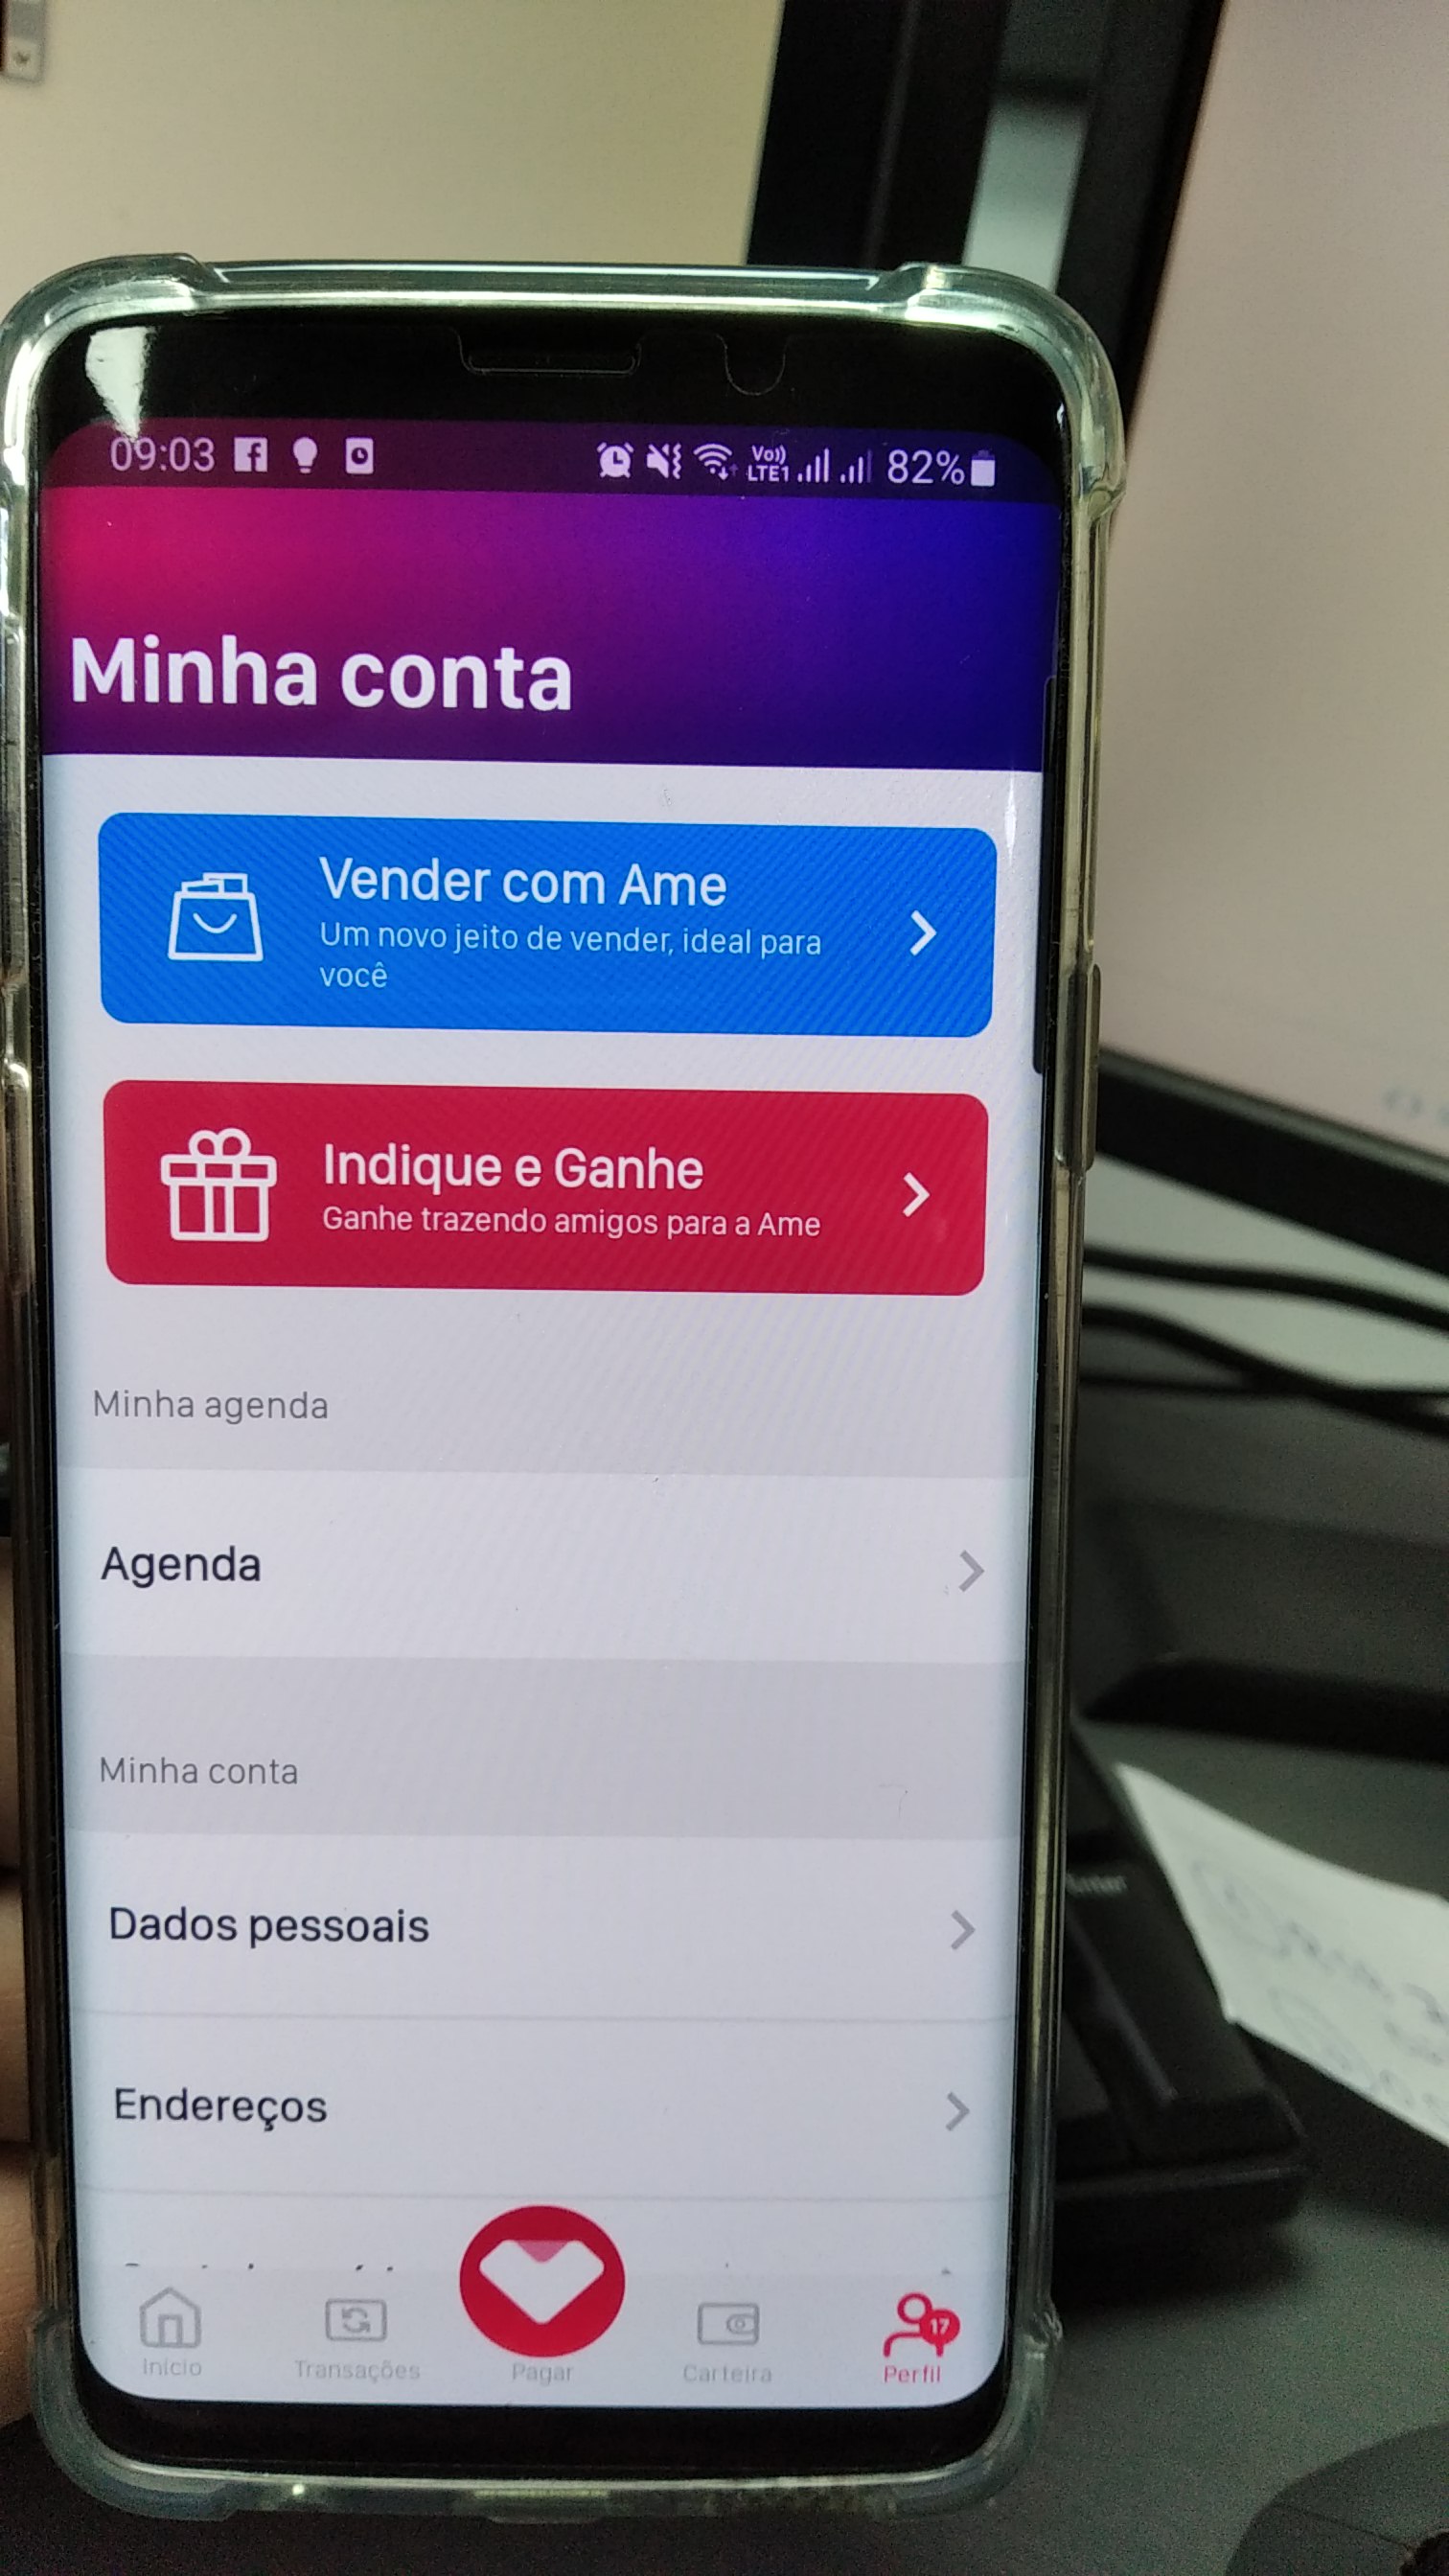 09:03 Vo)) LTE1 82%
Minha conta
Vender com Ame
Um novo jeito de vender, ideal para
você
Indique e Ganhe
Ganhe trazendo amigos para a Ame
Minha agenda
Agenda
Minha conta
Dados pessoais
Endereços
17
Início Transações Pagar Carteira Perfil
Enter